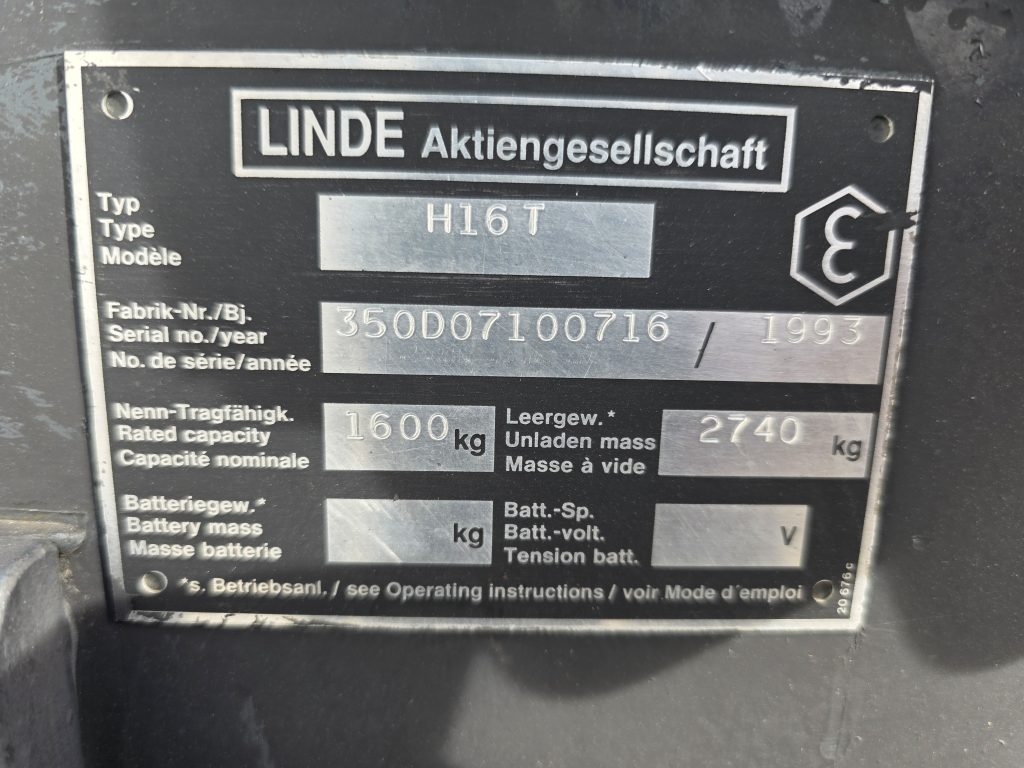 LINDE Aktiengesellschaft
Typ
Type
Modèle
H16T
Fabrik-Nr./Bj.
Serial no./year
No. de série/année
350D07100716 / 1993
Nenn-Tragfähigk.
Rated capacity
Capacité nominale
1600 kg
Leergew.*
Unladen mass
Masse à vide
2740 kg
Batteriegew.*
Battery mass
Masse batterie
kg
Batt.-Sp.
Batt.-volt.
Tension batt.
V
*s. Betriebsanl. / see Operating instructions / voir Mode d'emploi
20 676 c